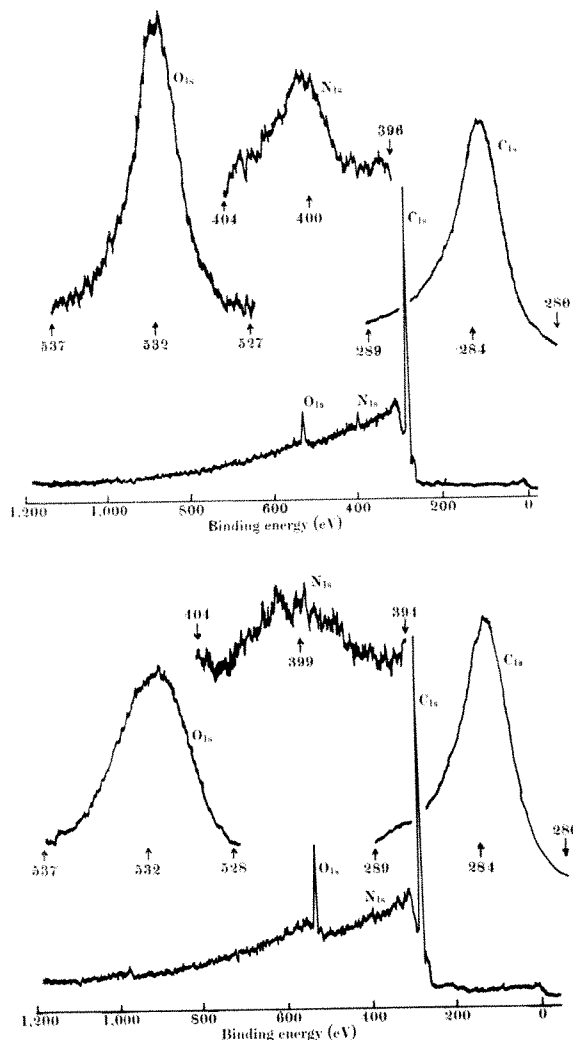 O1s
N1s
396
C1s
404
400
C1s
280
537
532
527
289
284
O1s
N1s
1,200 1,000 800 600 400 200 0
Binding energy (eV)
N1s
404
394
399
C1s
C1s
O1s
537
532
528
289
284
280
O1s
N1s
1,200 1,000 800 600 400 200 0
Binding energy (eV)